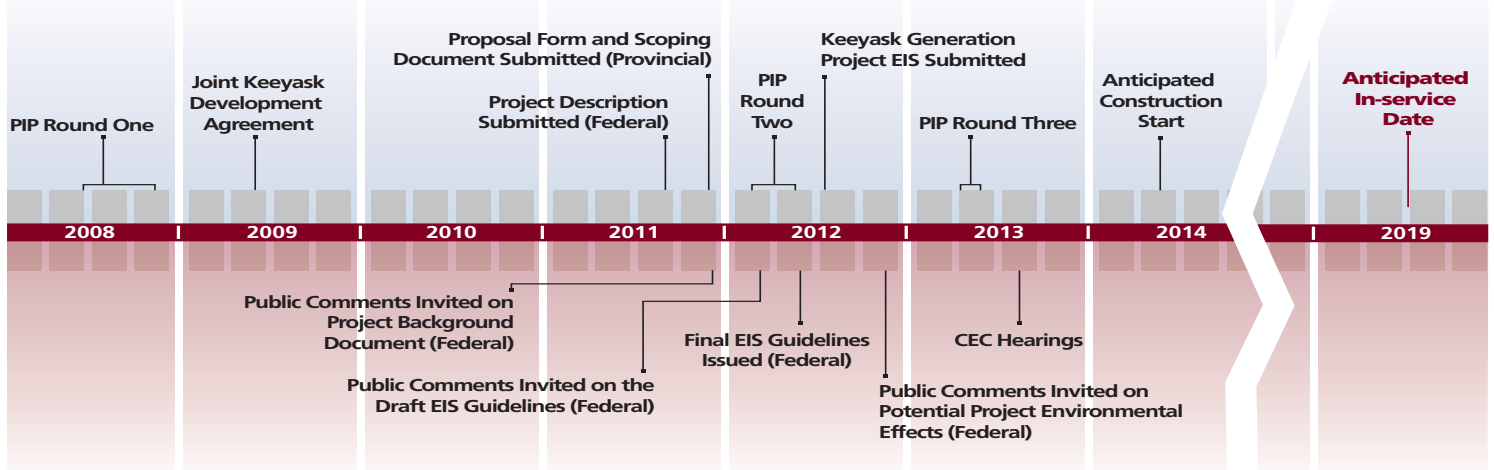 PIP Round One
Joint Keeyask
Development
Agreement
Proposal Form and Scoping
Document Submitted (Provincial)
Project Description
Submitted (Federal)
PIP
Round
Two
Keeyask Generation
Project EIS Submitted
PIP Round Three
Anticipated
Construction
Start
Anticipated
In-service
Date
2008 2009 2010 2011 2012 2013 2014 2019
Public Comments Invited on
Project Background
Document (Federal)
Public Comments Invited on the
Draft EIS Guidelines (Federal)
Final EIS Guidelines
Issued (Federal)
Public Comments Invited on
Potential Project Environmental
Effects (Federal)
CEC Hearings